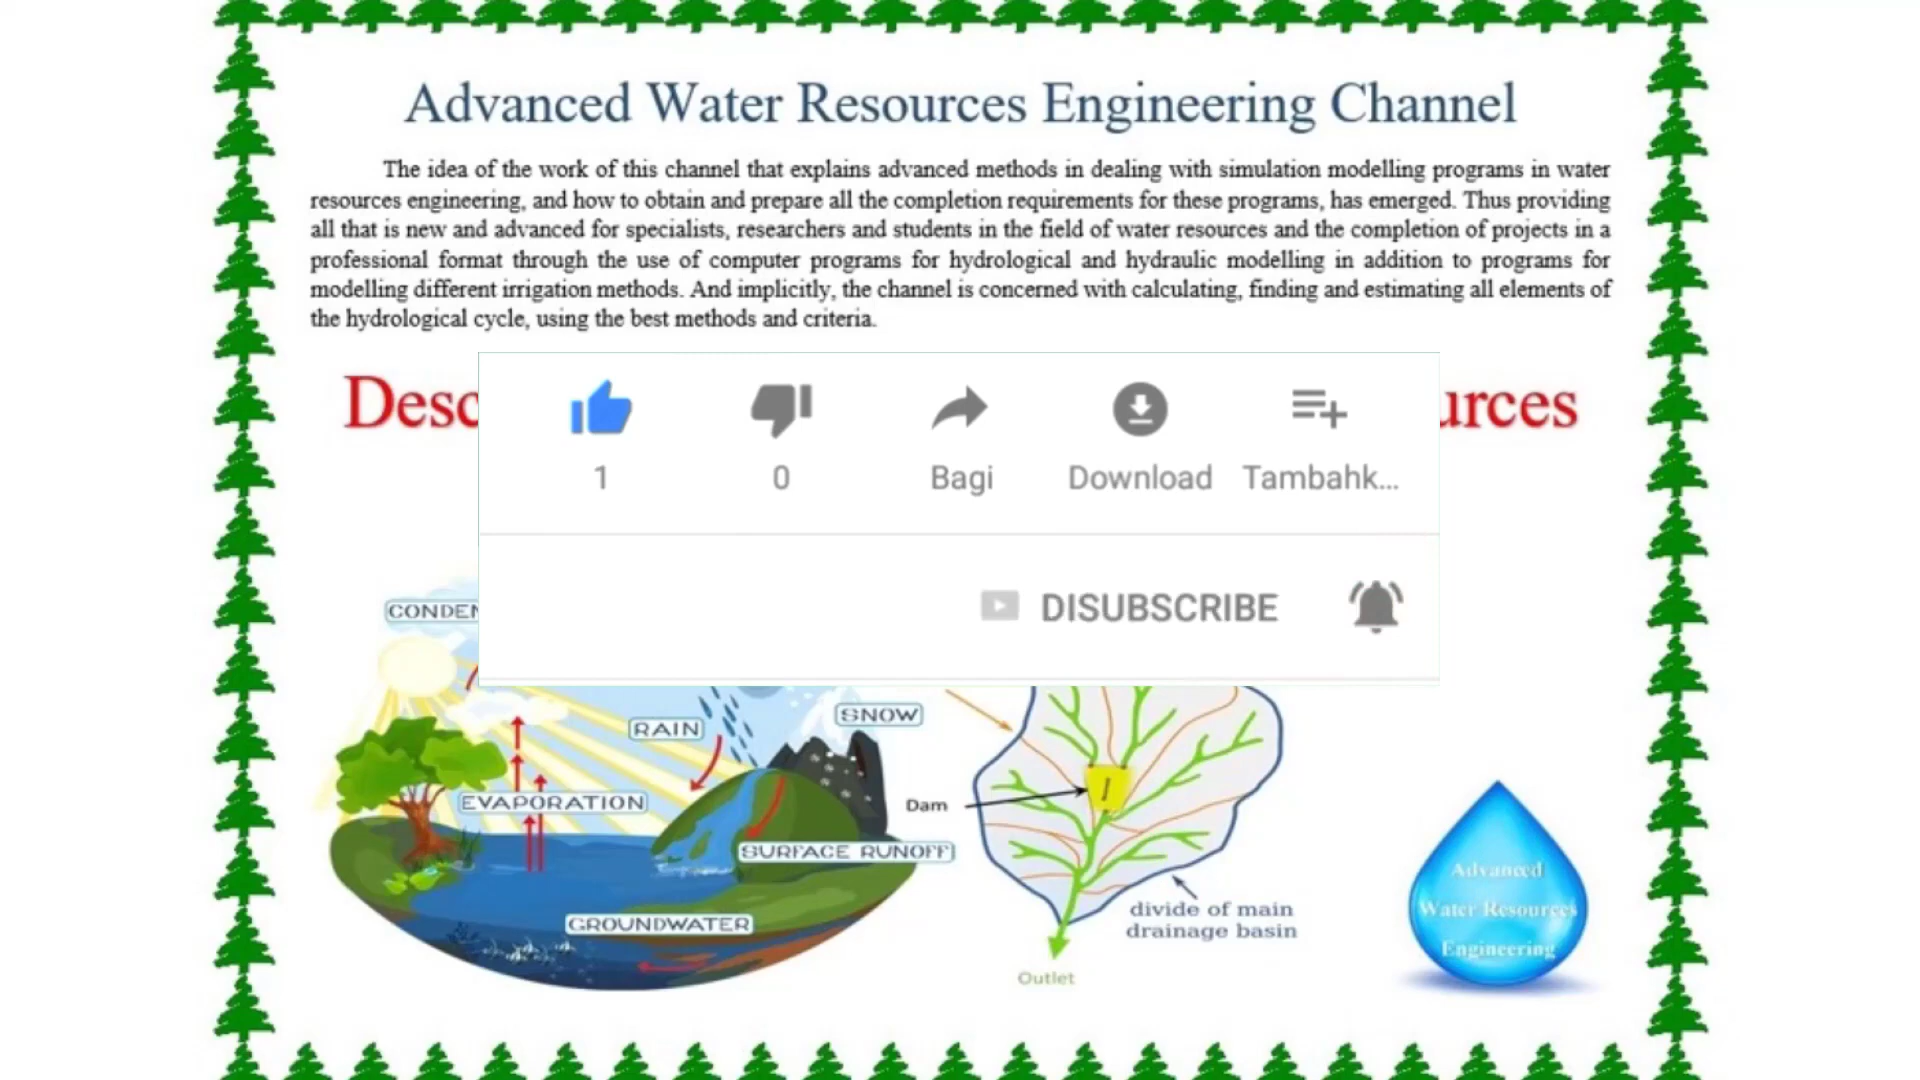 Advanced Water Resources Engineering Channel
The idea of the work of this channel that explains advanced methods in dealing with simulation modelling programs in water
resources engineering, and how to obtain and prepare all the completion requirements for these programs, has emerged. Thus providing
all that is new and advanced for specialists, researchers and students in the field of water resources and the completion of projects in a
professional format through the use of computer programs for hydrological and hydraulic modelling in addition to programs for
modelling different irrigation methods. And implicitly, the channel is concerned with calculating, finding and estimating all elements of
the hydrological cycle, using the best methods and criteria.
1
0
Bagi
Download
Tambahk...
DISUBSCRIBE
RAIN
SNOW
EVAPORATION
SURFACE RUNOFF
GROUNDWATER
Dam
divide of main
drainage basin
Outlet
Advanced
Water Resources
Engineering